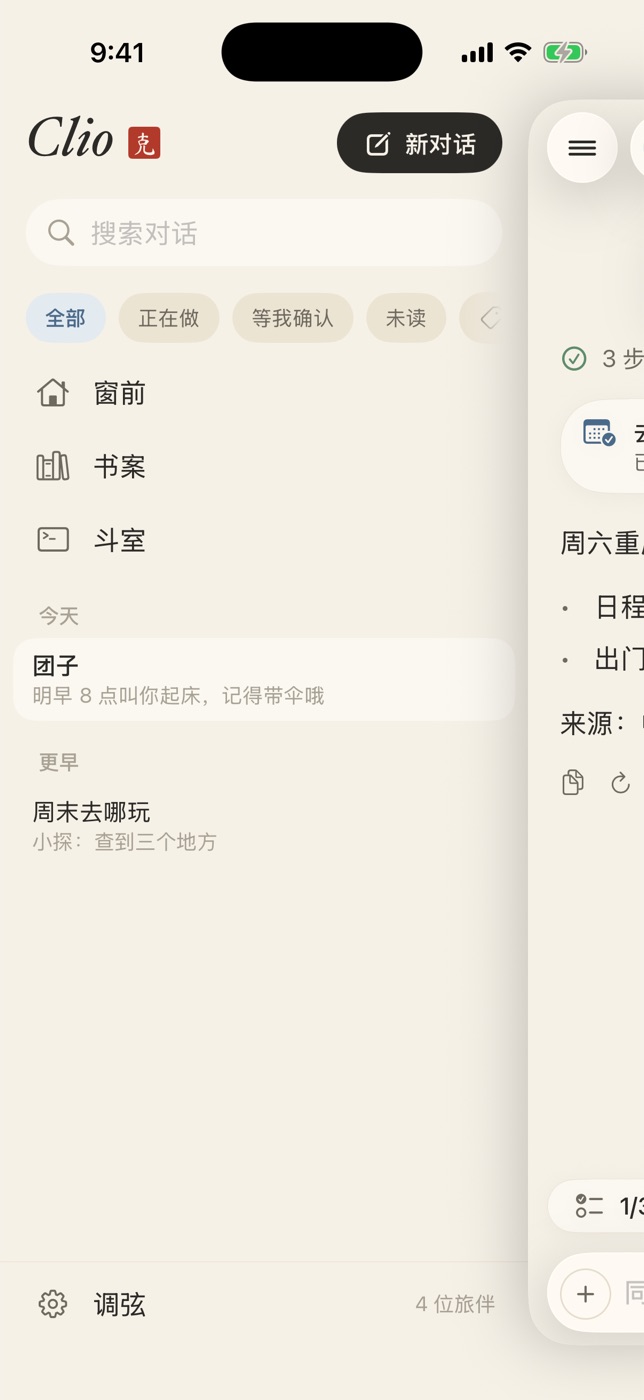 9:41
Clio 克
新对话
搜索对话
全部 正在做 等我确认 未读
窗前
书案
>-
斗室
今天
团子
明早 8 点叫你起床，记得带伞哦
更早
周末去哪玩
小探：查到三个地方
调弦
4 位旅伴
3 步
周六重
日程
出门
来源：
1/3